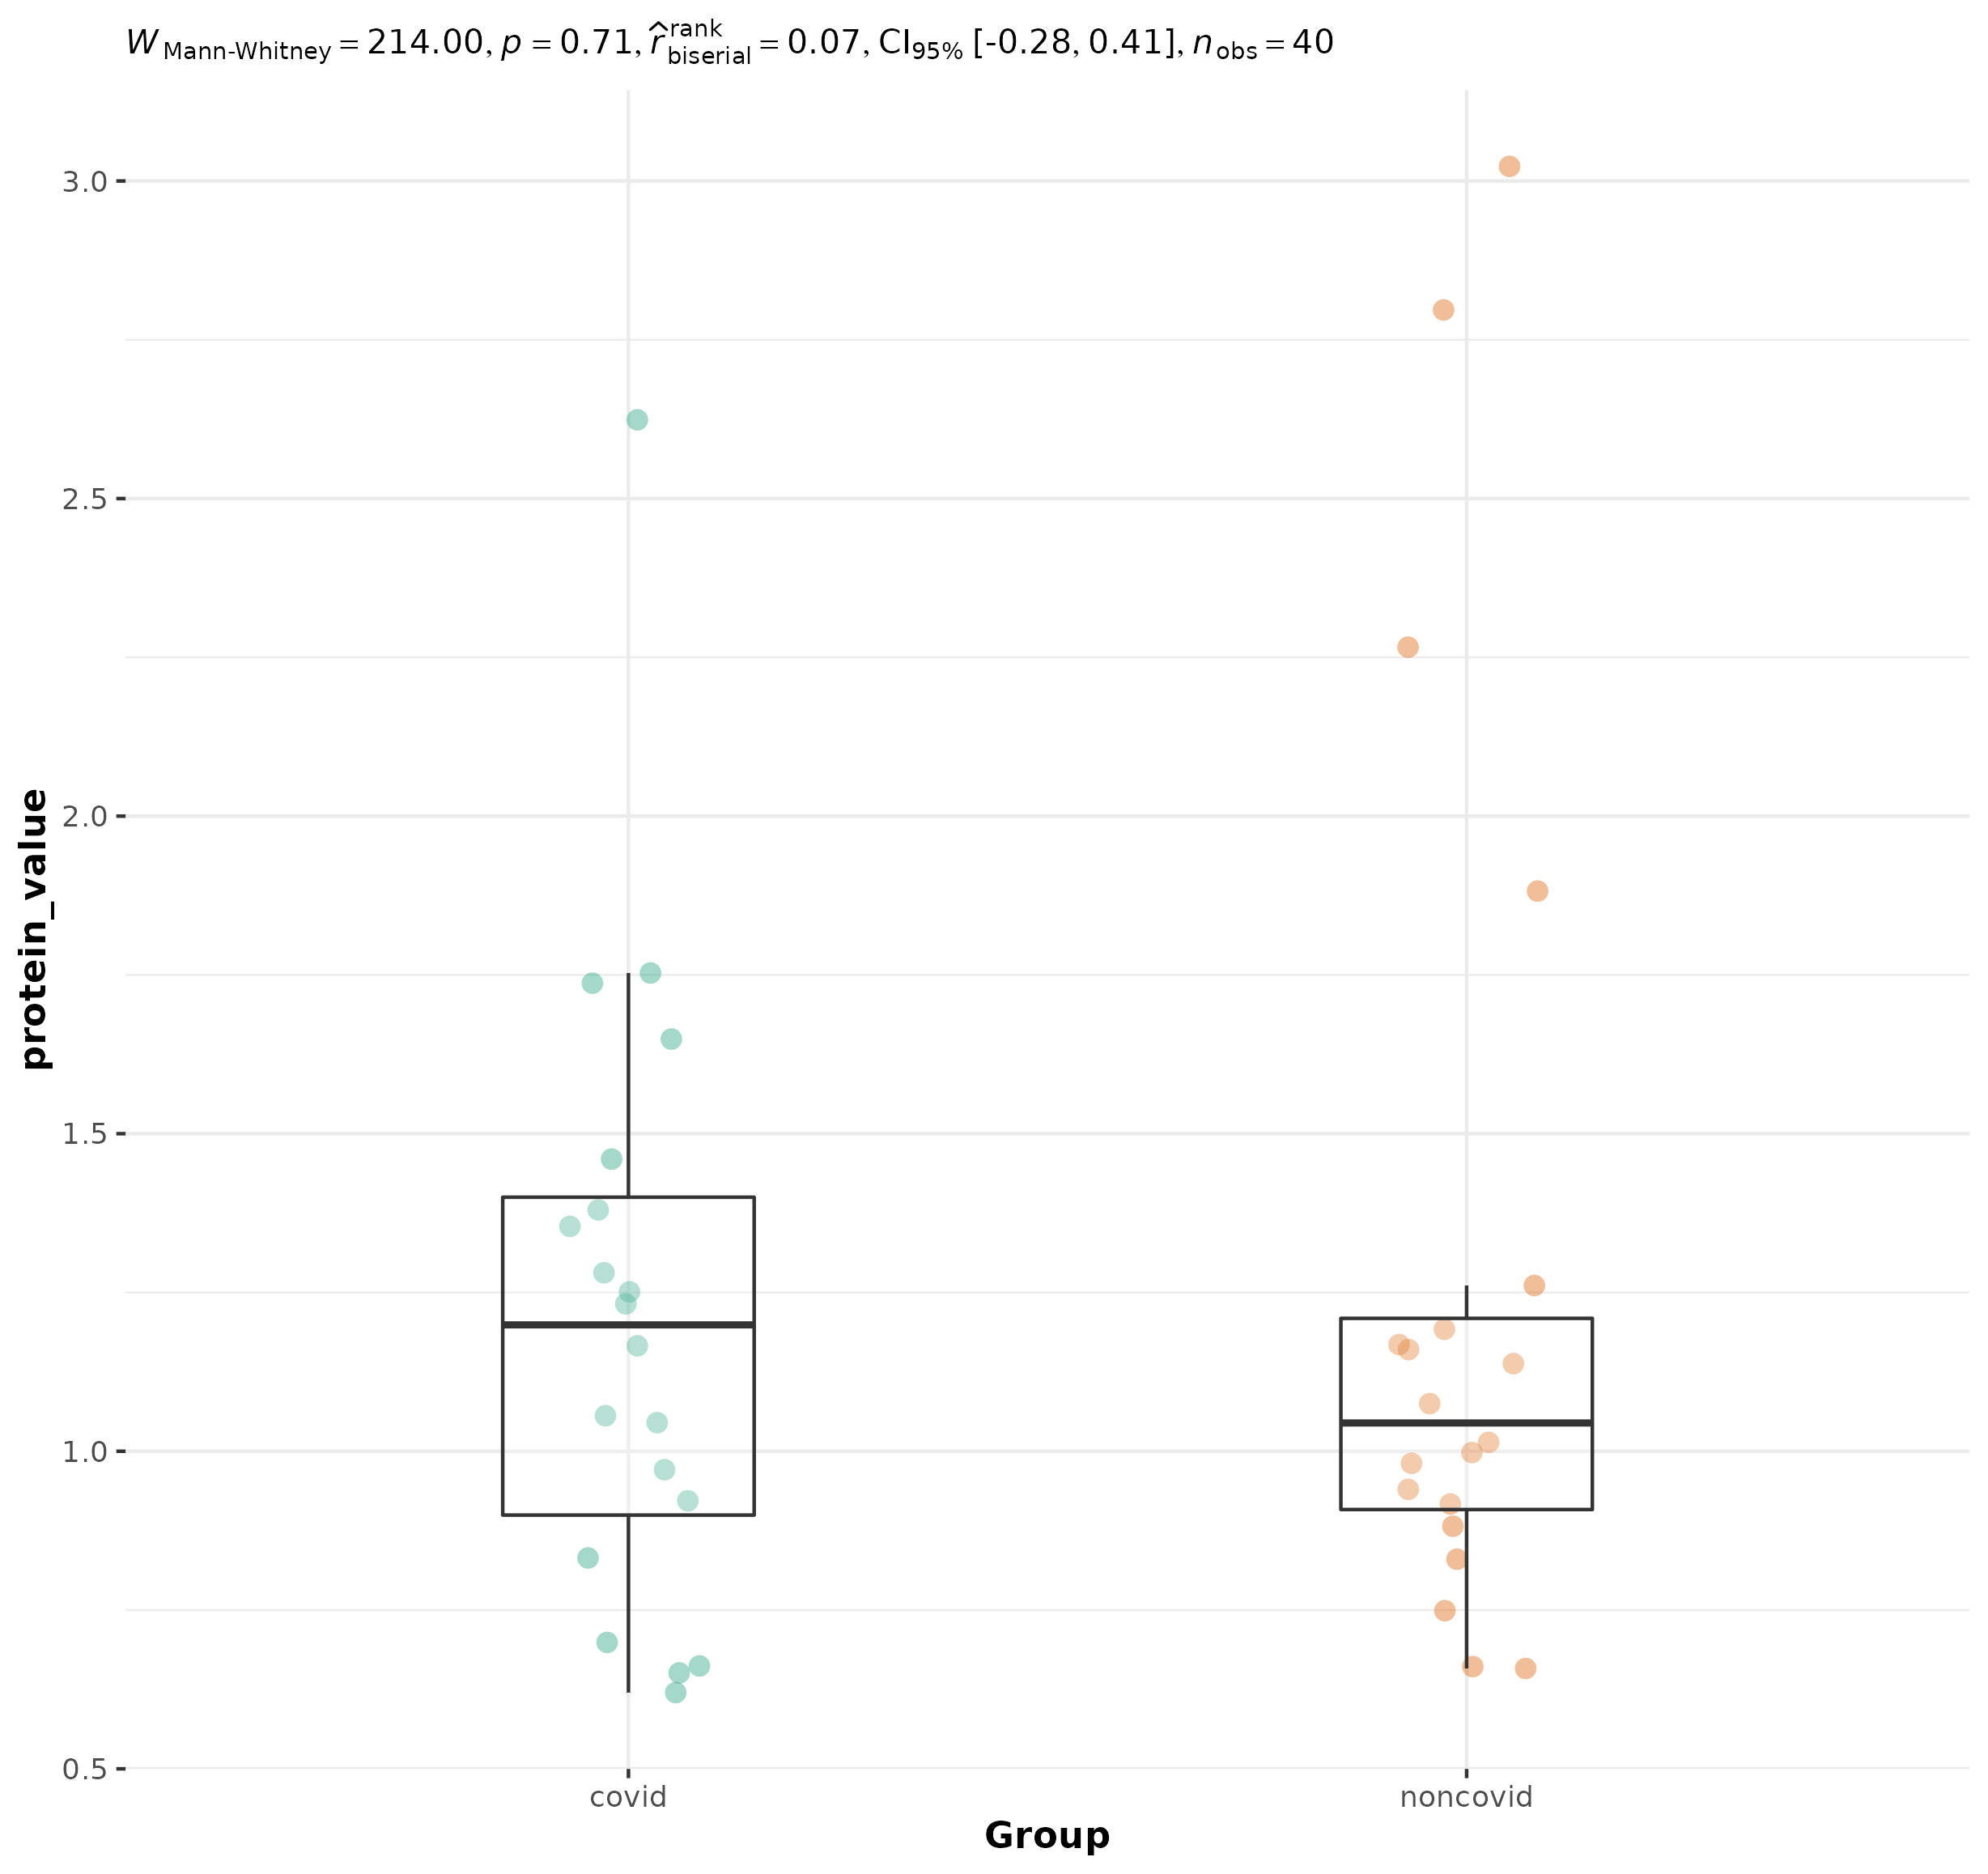 W Mann-Whitney = 214.00, p = 0.71, r̂ rank biserial = 0.07, CI95% [-0.28, 0.41], nobs = 40
3.0
2.5
2.0
1.5
1.0
0.5
protein_value
covid noncovid
Group